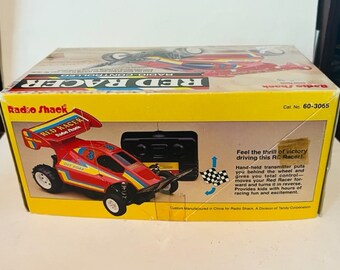 RED RACER
RADIO CONTROLLED
Radio Shack
Cat. No. 60-3065
RED RACER
Radio Shack
Feel the thrill of victory
driving this RC Racer!
Hand-held transmitter puts
you behind the wheel and
gives you total control—
moves your Red Racer for-
ward and turns it in reverse.
Provides kids with hours of
racing fun and excitement.
Custom Manufactured in China for Radio Shack, A Division of Tandy Corporation